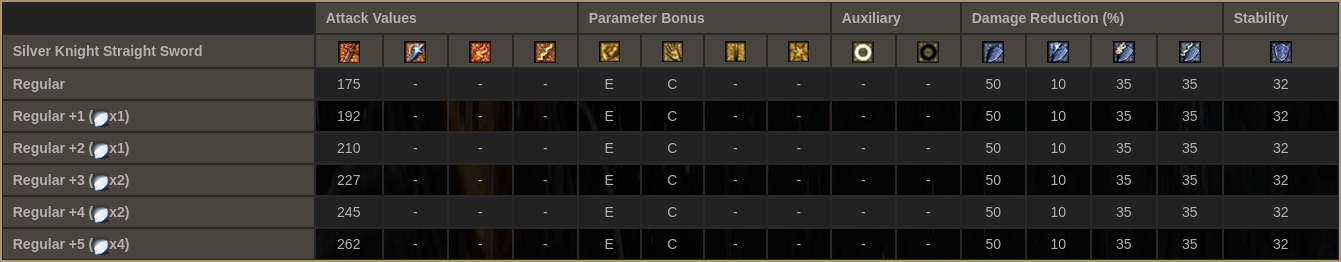 Attack Values Parameter Bonus Auxiliary Damage Reduction (%) Stability
Silver Knight Straight Sword
Regular 175 - - - E C - - - - 50 10 35 35 32
Regular +1 (x1) 192 - - - E C - - - - 50 10 35 35 32
Regular +2 (x1) 210 - - - E C - - - - 50 10 35 35 32
Regular +3 (x2) 227 - - - E C - - - - 50 10 35 35 32
Regular +4 (x2) 245 - - - E C - - - - 50 10 35 35 32
Regular +5 (x4) 262 - - - E C - - - - 50 10 35 35 32